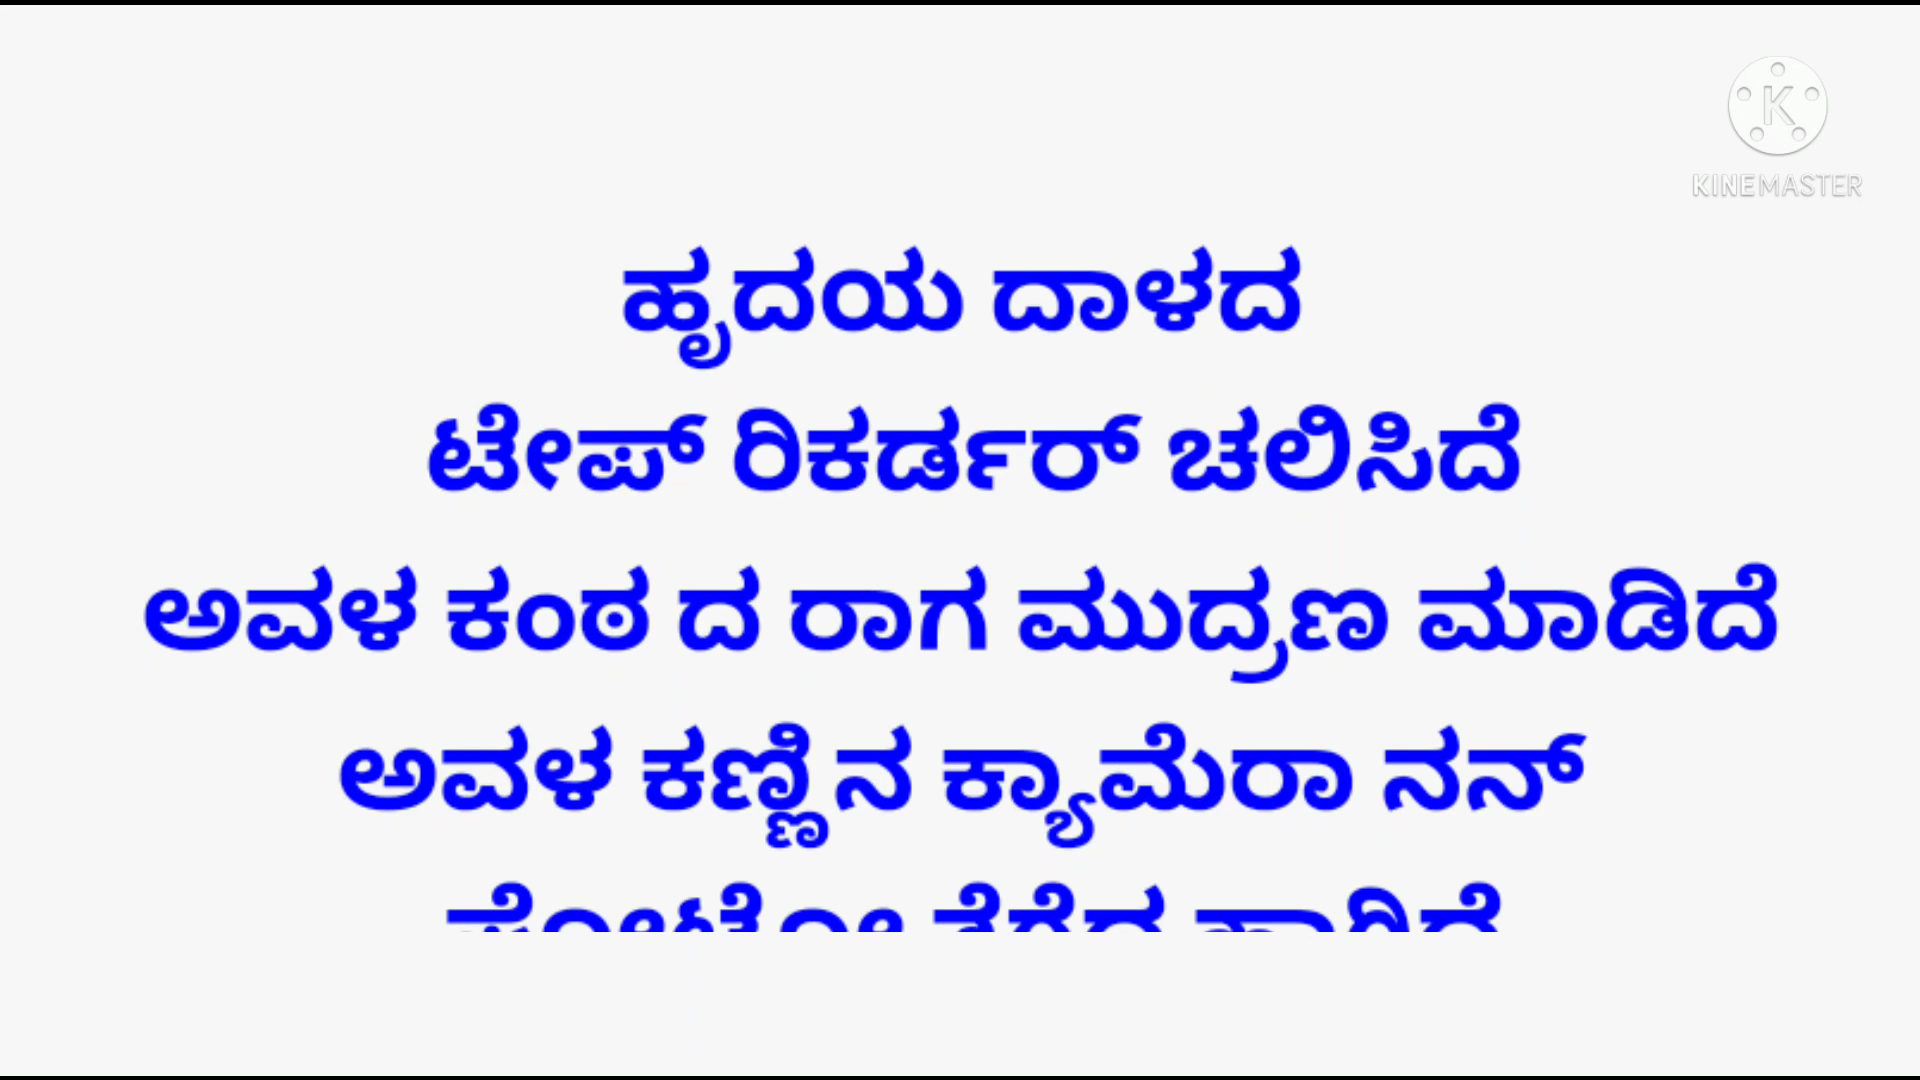 KINEMASTER
ಹೃದಯ ದಾಳದ
ಟೇಪ್ ರಿಕರ್ಡರ್ ಚಲಿಸಿದೆ
ಅವಳ ಕಂಠ ದ ರಾಗ ಮುದ್ರಣ ಮಾಡಿದೆ
ಅವಳ ಕಣ್ಣಿನ ಕ್ಯಾಮೆರಾ ನನ್